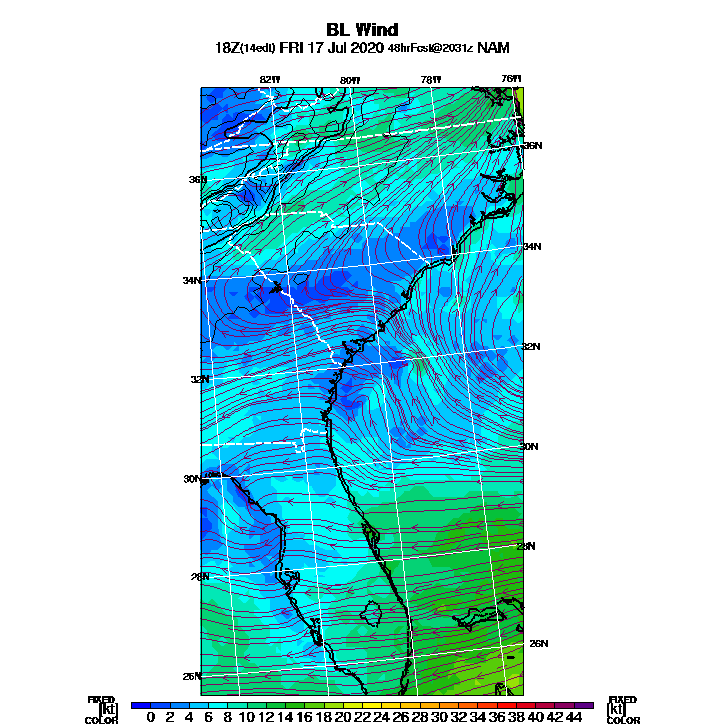 BL Wind
18Z(14edt) FRI 17 Jul 2020 48hrFcst@2031z NAM
82W 80W 78W 76W
36N
36N
34N
34N
32N
32N
30N
30N
28N
28N
26N
26N
FIXED FIXED
[kt] 0 2 4 6 8 10 12 14 16 18 20 22 24 26 28 30 32 34 36 38 40 42 44 [kt]
COLOR COLOR